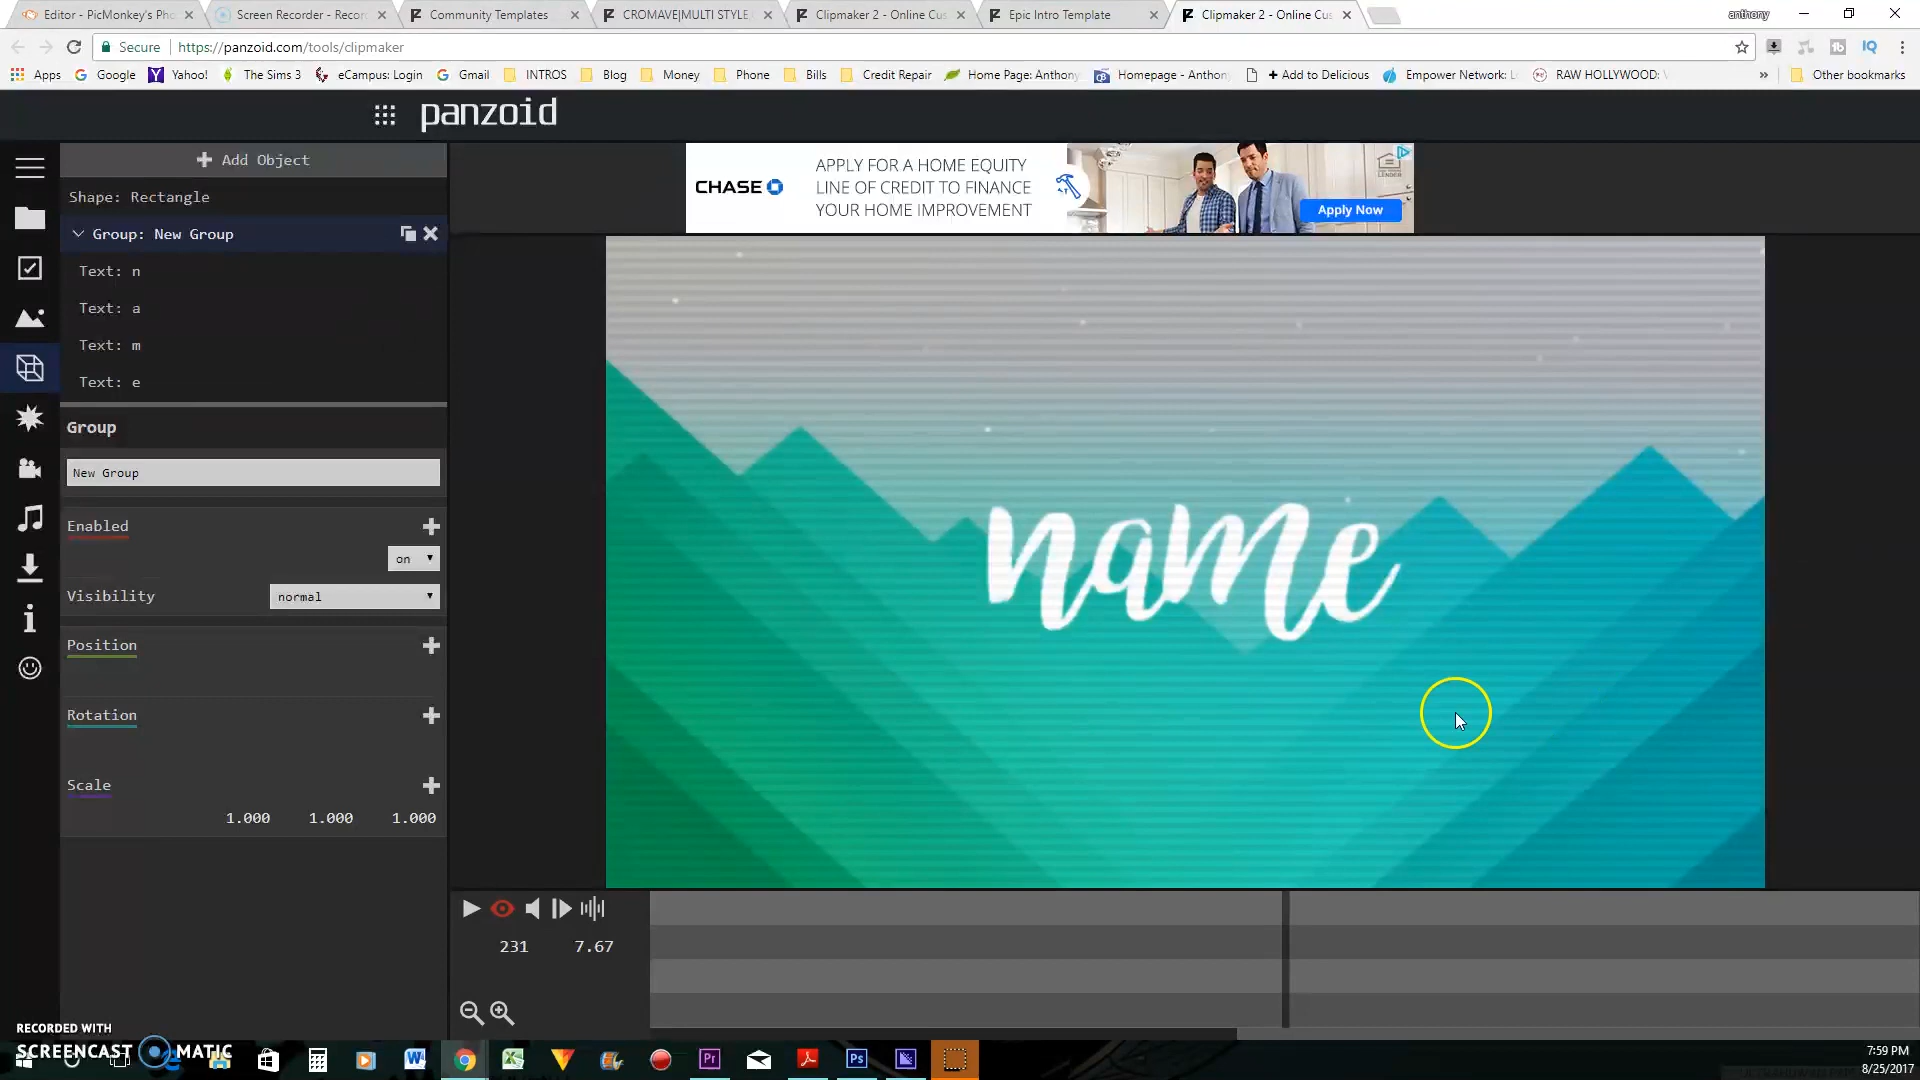 Editor - PicMonkey's Pho
Screen Recorder - Recor
Community Templates
CROMAVE|MULTI STYLE
Clipmaker 2 - Online Cus
Epic Intro Template
Clipmaker 2 - Online Cus
anthony
Secure
https://panzoid.com/tools/clipmaker
Apps
Google
Yahoo!
The Sims 3
eCampus: Login
Gmail
INTROS
Blog
Money
Phone
Bills
Credit Repair
Home Page: Anthony
Homepage - Anthon
+ Add to Delicious
Empower Network:
RAW HOLLYWOOD:
Other bookmarks
panzoid
Add Object
Shape: Rectangle
Group: New Group
Text: n
Text: a
Text: m
Text: e
Group
New Group
Enabled
on
Visibility
normal
Position
Rotation
Scale
1.000 1.000 1.000
CHASE
APPLY FOR A HOME EQUITY
LINE OF CREDIT TO FINANCE
YOUR HOME IMPROVEMENT
Apply Now
name
231 7.67
RECORDED WITH
SCREENCAST MATIC
7:59 PM
8/25/2017